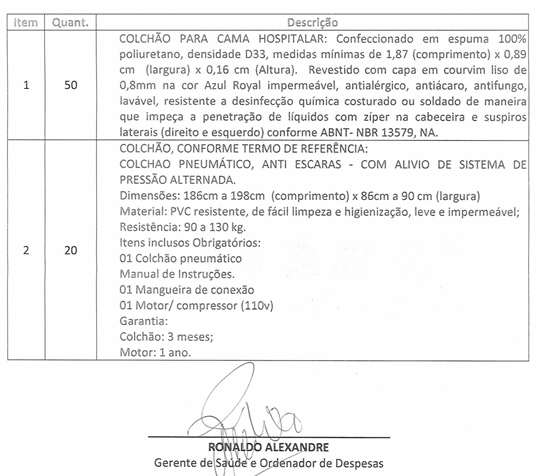 Item Quant. Descrição
COLCHÃO PARA CAMA HOSPITALAR: Confeccionado em espuma 100%
poliuretano, densidade D33, medidas mínimas de 1,87 (comprimento) x 0,89
cm (largura) x 0,16 cm (Altura). Revestido com capa em courvim liso de
1 50 0,8mm na cor Azul Royal impermeável, antialérgico, antiácaro, antifungo,
lavável, resistente a desinfecção química costurado ou soldado de maneira
que impeça a penetração de líquidos com zíper na cabeceira e suspiros
laterais (direito e esquerdo) conforme ABNT- NBR 13579, NA.
COLCHÃO, CONFORME TERMO DE REFERÊNCIA:
COLCHAO PNEUMÁTICO, ANTI ESCARAS - COM ALIVIO DE SISTEMA DE
PRESSÃO ALTERNADA.
Dimensões: 186cm a 198cm (comprimento) x 86cm a 90 cm (largura)
Material: PVC resistente, de fácil limpeza e higienização, leve e impermeável;
Resistência: 90 a 130 kg.
2 20 Itens inclusos Obrigatórios:
01 Colchão pneumático
Manual de Instruções.
01 Mangueira de conexão
01 Motor/ compressor (110v)
Garantia:
Colchão: 3 meses;
Motor: 1 ano.
RONALDO ALEXANDRE
Gerente de Saúde e Ordenador de Despesas